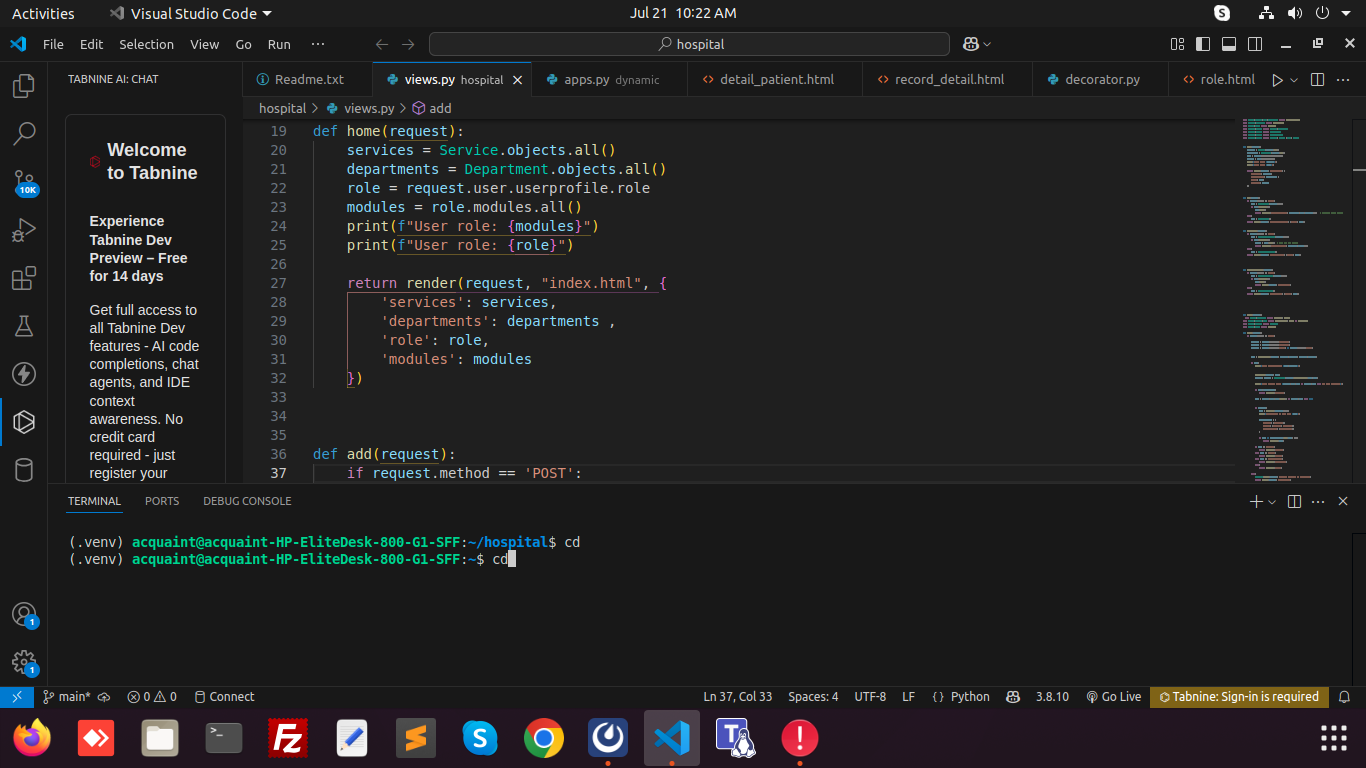 Activities
Visual Studio Code
Jul 21 10:22 AM
File Edit Selection View Go Run ···
hospital
TABNINE AI: CHAT
Readme.txt
views.py hospital
apps.py dynamic
detail_patient.html
record_detail.html
decorator.py
role.html
hospital > views.py > add
Welcome
to Tabnine
Experience
Tabnine Dev
Preview – Free
for 14 days
Get full access to
all Tabnine Dev
features - AI code
completions, chat
agents, and IDE
context
awareness. No
credit card
required - just
register your
10K
19 def home(request):
20 services = Service.objects.all()
21 departments = Department.objects.all()
22 role = request.user.userprofile.role
23 modules = role.modules.all()
24 print(f"User role: {modules}")
25 print(f"User role: {role}")
26
27 return render(request, "index.html", {
28 'services': services,
29 'departments': departments ,
30 'role': role,
31 'modules': modules
32 })
33
34
35
36 def add(request):
37 if request.method == 'POST':
TERMINAL PORTS DEBUG CONSOLE
(.venv) acquaint@acquaint-HP-EliteDesk-800-G1-SFF:~/hospital$ cd
(.venv) acquaint@acquaint-HP-EliteDesk-800-G1-SFF:~$ cd
1
1
main* 0 0 Connect
Ln 37, Col 33 Spaces: 4 UTF-8 LF {} Python 3.8.10 Go Live Tabnine: Sign-in is required